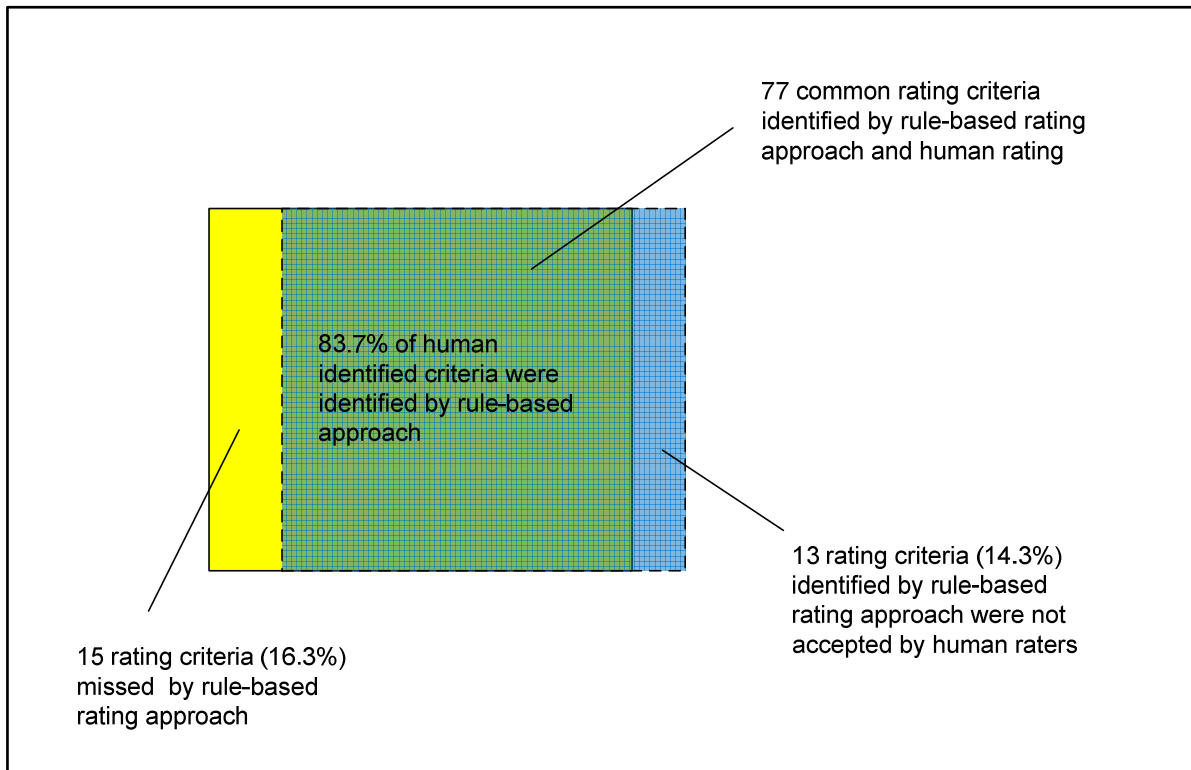 77 common rating criteria
identified by rule-based rating
approach and human rating
83.7% of human
identified criteria were
identified by rule-based
approach
13 rating criteria (14.3%)
identified by rule-based
rating approach were not
accepted by human raters
15 rating criteria (16.3%)
missed by rule-based
rating approach